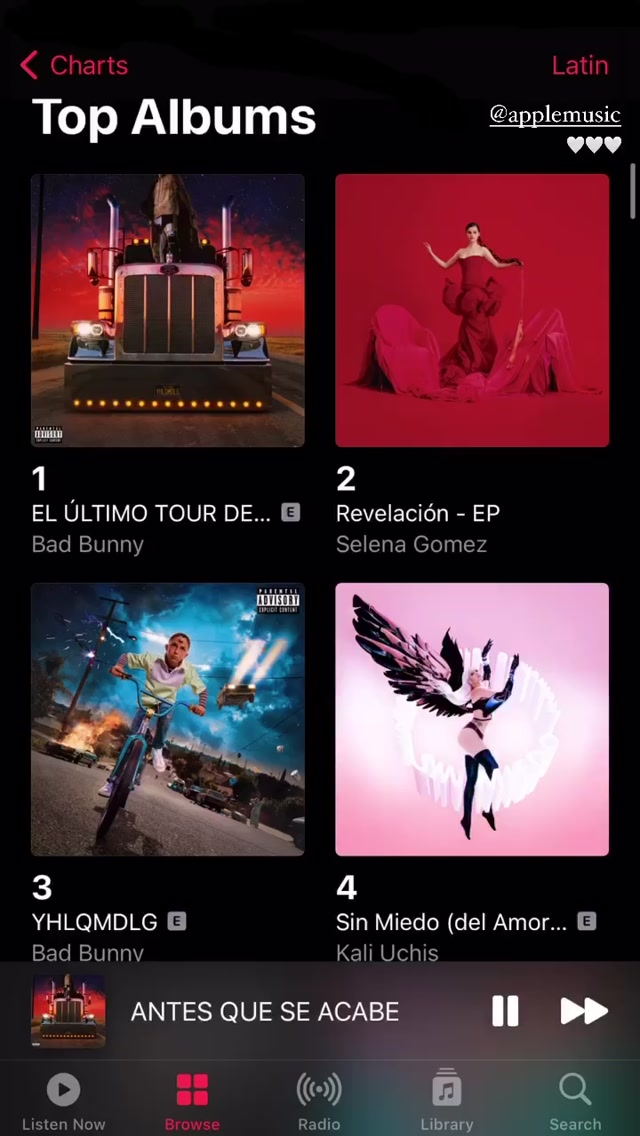 Charts
Latin
Top Albums
@applemusic
PARENTAL
ADVISORY
EXPLICIT CONTENT
1
EL ÚLTIMO TOUR DE... E
Bad Bunny
2
Revelación - EP
Selena Gomez
PARENTAL
ADVISORY
EXPLICIT CONTENT
3
YHLQMDLG E
Bad Bunny
4
Sin Miedo (del Amor... E
Kali Uchis
ANTES QUE SE ACABE
Listen Now
Browse
Radio
Library
Search